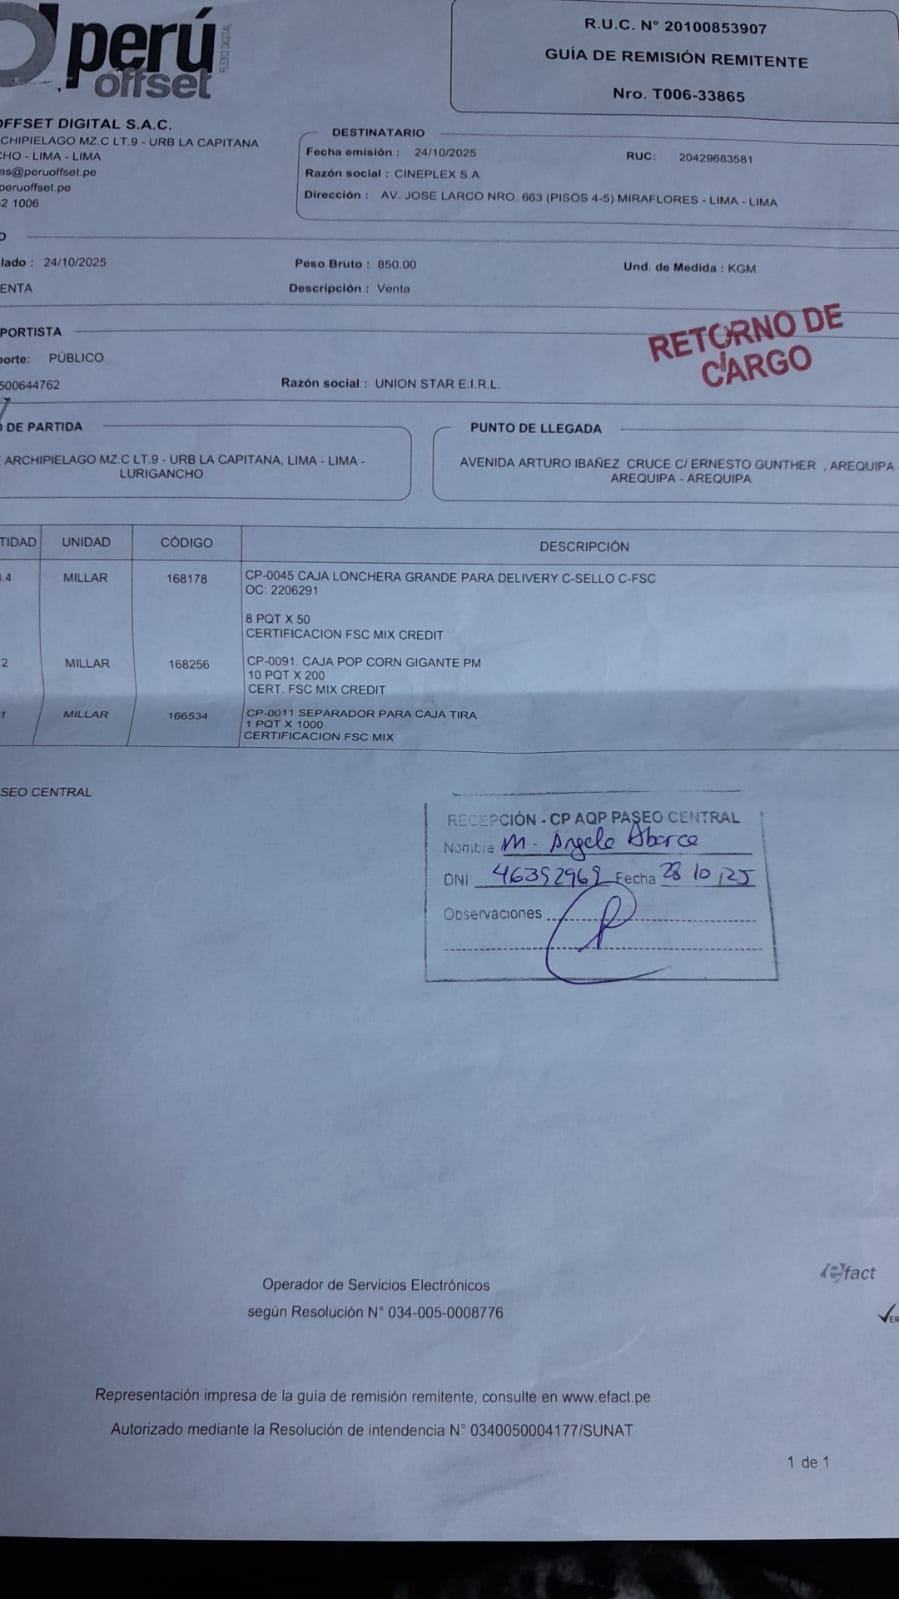 perú
offset
R.U.C. N° 20100853907
GUÍA DE REMISIÓN REMITENTE
Nro. T006-33865
OFFSET DIGITAL S.A.C.
CHIPIELAGO MZ.C LT.9 - URB LA CAPITANA
CHO - LIMA - LIMA
as@peruoffset.pe
peruoffset.pe
2 1006
DESTINATARIO
Fecha emisión : 24/10/2025
RUC: 20429683581
Razón social : CINEPLEX S.A
Dirección : AV. JOSE LARCO NRO. 663 (PISOS 4-5) MIRAFLORES - LIMA - LIMA
lado : 24/10/2025
Peso Bruto : 850.00
Und. de Medida : KGM
ENTA
Descripción : Venta
RETORNO DE
CARGO
PORTISTA
porte: PÚBLICO
500644762
Razón social : UNION STAR E.I.R.L.
DE PARTIDA
ARCHIPIELAGO MZ.C LT.9 - URB LA CAPITANA, LIMA - LIMA -
LURIGANCHO
PUNTO DE LLEGADA
AVENIDA ARTURO IBAÑEZ CRUCE C/ ERNESTO GUNTHER , AREQUIPA -
AREQUIPA - AREQUIPA
TIDAD UNIDAD CÓDIGO DESCRIPCIÓN
.4 MILLAR 168178 CP-0045 CAJA LONCHERA GRANDE PARA DELIVERY C-SELLO C-FSC
OC: 2206291
8 PQT X 50
CERTIFICACION FSC MIX CREDIT
2 MILLAR 168256 CP-0091. CAJA POP CORN GIGANTE PM
10 PQT X 200
CERT. FSC MIX CREDIT
1 MILLAR 166534 CP-0011 SEPARADOR PARA CAJA TIRA
1 PQT X 1000
CERTIFICACION FSC MIX
SEO CENTRAL
RECEPCIÓN - CP AQP PASEO CENTRAL
Nombre M. Angela Abarca
DNI 46392969 Fecha 28 10 25
Observaciones
efact
Operador de Servicios Electrónicos
según Resolución N° 034-005-0008776
Representación impresa de la guia de remisión remitente, consulte en www.efact.pe
Autorizado mediante la Resolución de intendencia N° 0340050004177/SUNAT
1 de 1